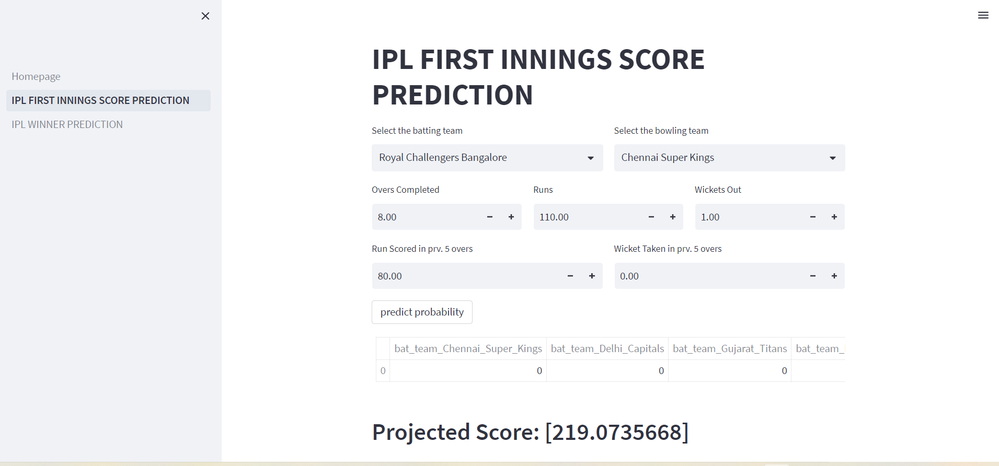 Homepage
IPL FIRST INNINGS SCORE PREDICTION
IPL WINNER PREDICTION
IPL FIRST INNINGS SCORE
PREDICTION
Select the batting team
Select the bowling team
Royal Challengers Bangalore
Chennai Super Kings
Overs Completed
Runs
Wickets Out
8.00
110.00
1.00
Run Scored in prv. 5 overs
Wicket Taken in prv. 5 overs
80.00
0.00
predict probability
bat_team_Chennai_Super_Kings bat_team_Delhi_Capitals bat_team_Gujarat_Titans bat_team_
0 0 0 0
Projected Score: [219.0735668]